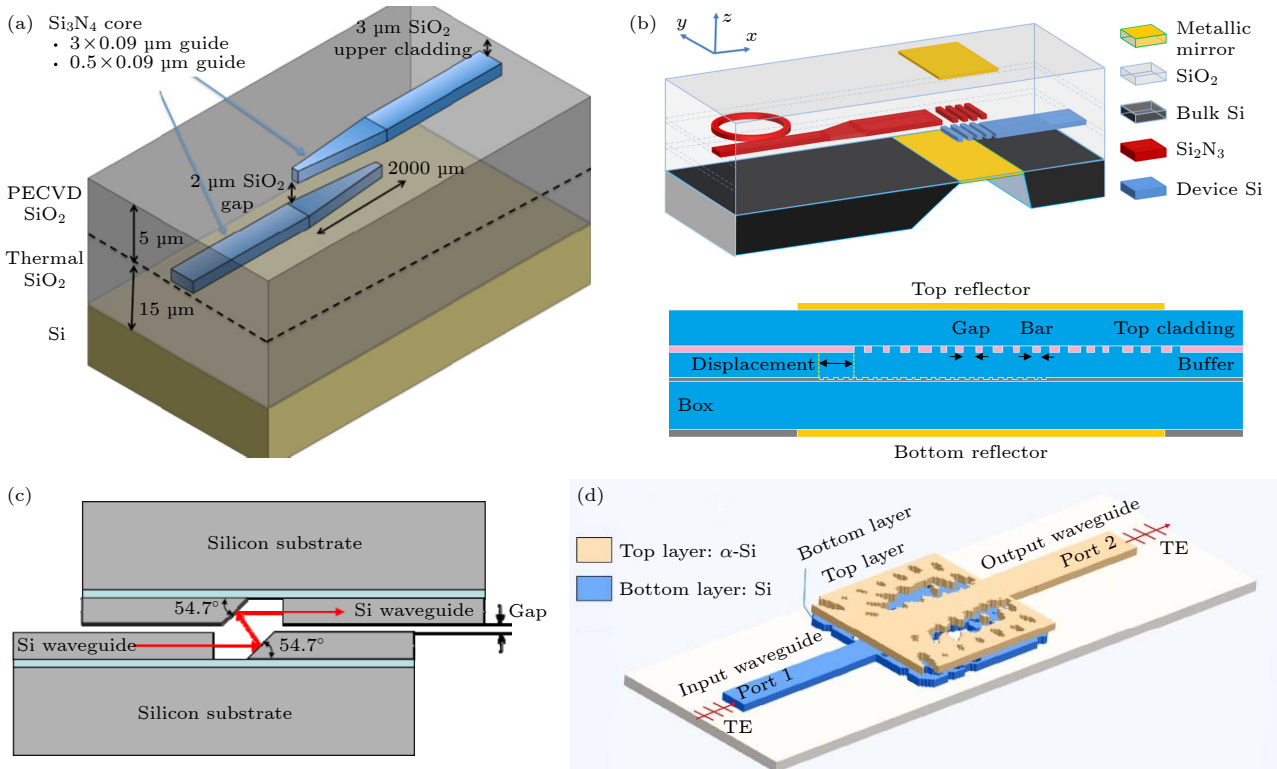 (a)
Si₃N₄ core
· 3×0.09 μm guide
· 0.5×0.09 μm guide
3 μm SiO₂
upper cladding
2 μm SiO₂
gap
2000 μm
PECVD
SiO₂
5 μm
Thermal
SiO₂
15 μm
Si
(b)
y
z
x
Metallic
mirror
SiO₂
Bulk Si
Si₂N₃
Device Si
Top reflector
Gap
Bar
Top cladding
Displacement
Buffer
Box
Bottom reflector
(c)
Silicon substrate
54.7°
Si waveguide
Gap
Si waveguide
54.7°
Silicon substrate
(d)
Top layer: α-Si
Bottom layer: Si
Bottom layer
Top layer
Output waveguide
Port 2
TE
Input waveguide
Port 1
TE